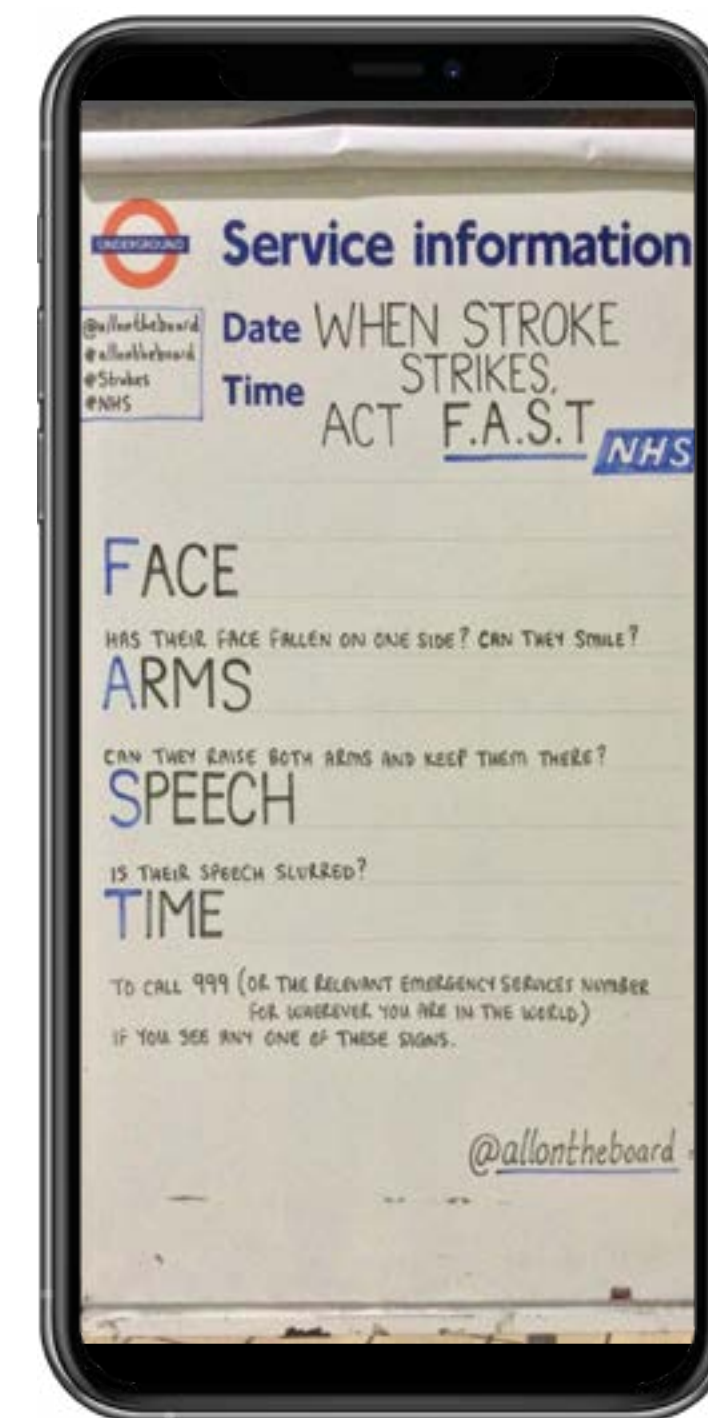 UNDERGROUND
Service information
@allontheboard
@allontheboard
@Strokes
@NHS
Date WHEN STROKE
STRIKES,
Time
ACT F.A.S.T
NHS
FACE
HAS THEIR FACE FALLEN ON ONE SIDE? CAN THEY SMILE?
ARMS
CAN THEY RAISE BOTH ARMS AND KEEP THEM THERE?
SPEECH
IS THEIR SPEECH SLURRED?
TIME
TO CALL 999 (OR THE RELEVANT EMERGENCY SERVICES NUMBER
FOR WHEREVER YOU ARE IN THE WORLD)
IF YOU SEE ANY ONE OF THESE SIGNS.
@allontheboard